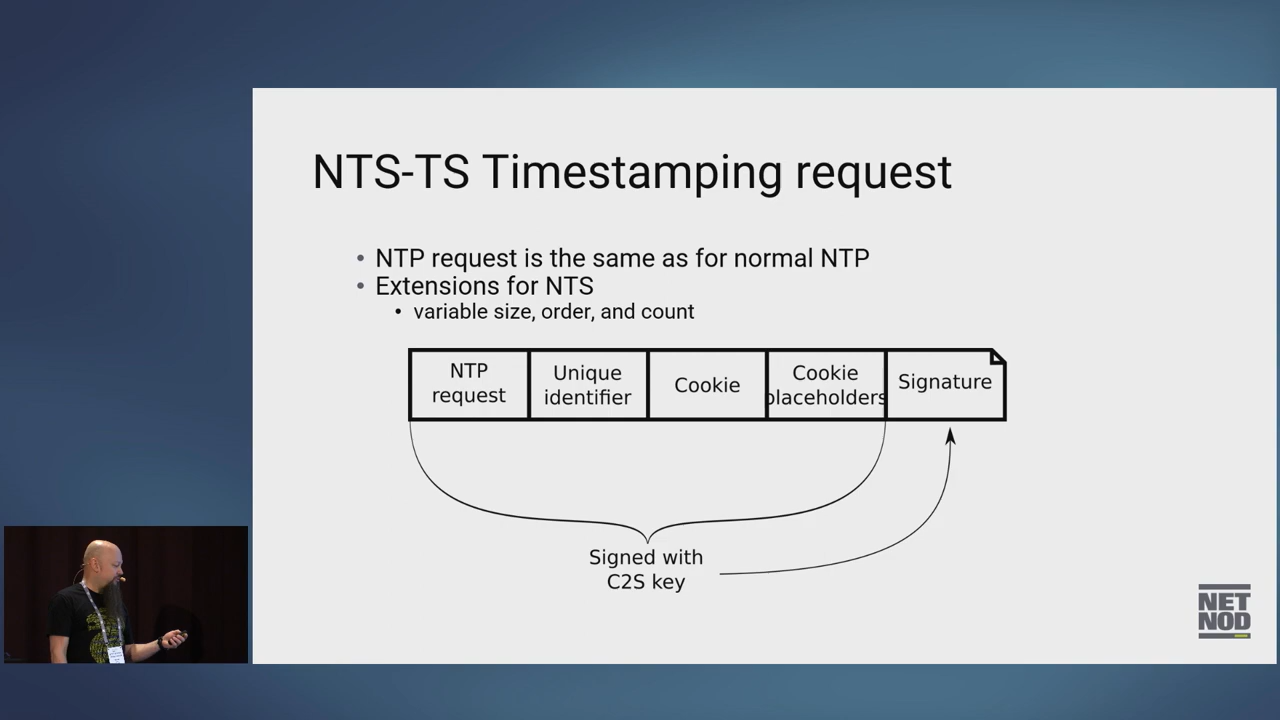 NTS-TS Timestamping request
• NTP request is the same as for normal NTP
• Extensions for NTS
• variable size, order, and count
NTP
request
Unique
identifier
Cookie
Cookie
placeholders
Signature
Signed with
C2S key
NET
NOD